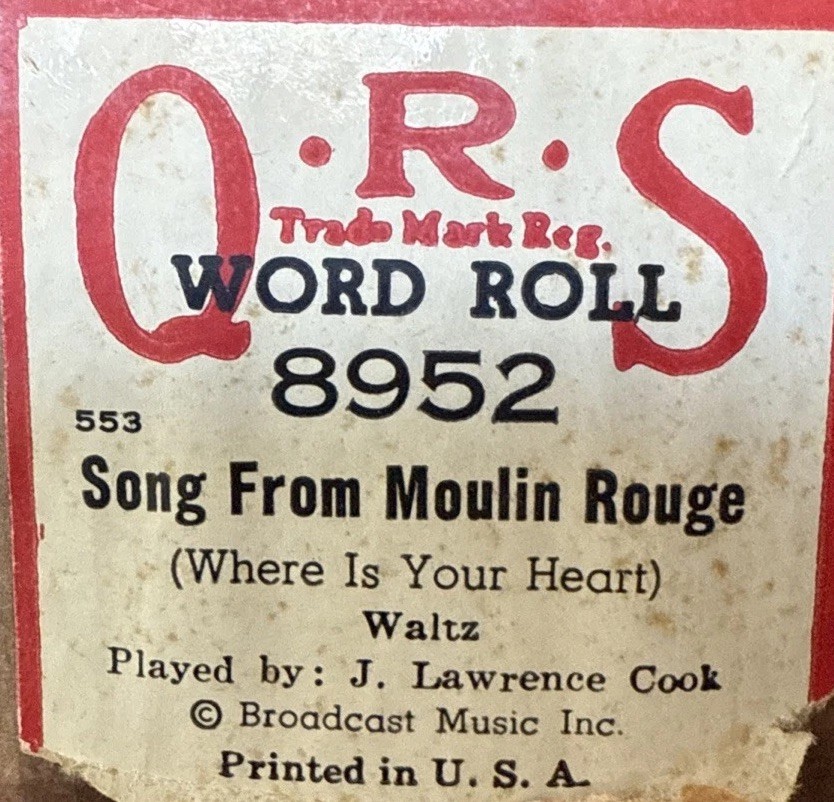 Q·R·S
Trade Mark Reg.
WORD ROLL
8952
553
Song From Moulin Rouge
(Where Is Your Heart)
Waltz
Played by: J. Lawrence Cook
© Broadcast Music Inc.
Printed in U. S. A.